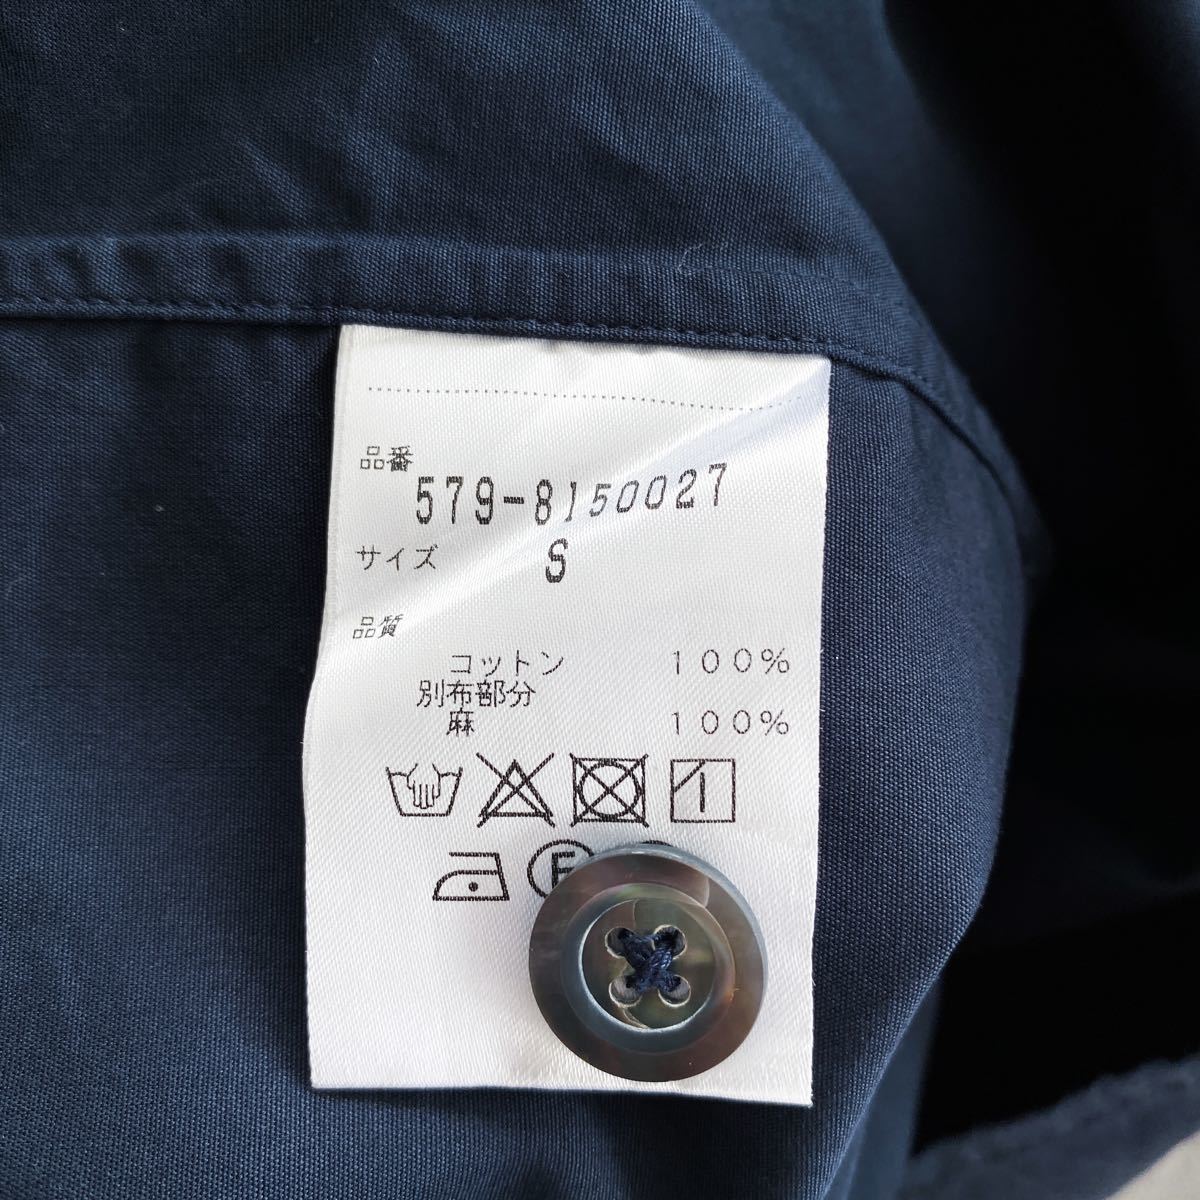 品番
579-8150027
サイズ S
品質
コットン 100%
別布部分
麻 100%